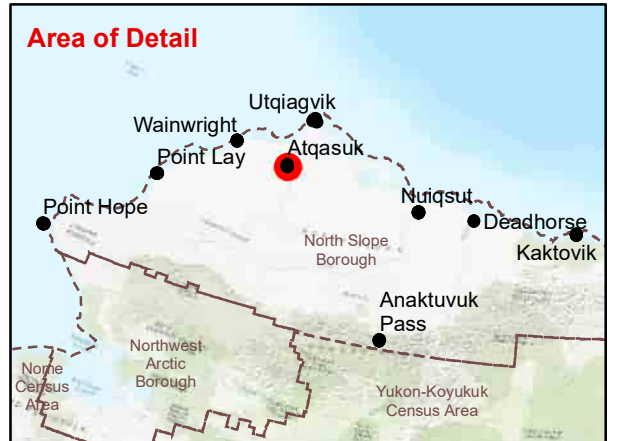 Area of Detail
Utqiagvik
Wainwright
Atqasuk
Point Lay
Point Hope
Nuiqsut
Deadhorse
Kaktovik
North Slope
Borough
Anaktuvuk
Pass
Northwest
Arctic
Borough
Nome
Census
Area
Yukon-Koyukuk
Census Area